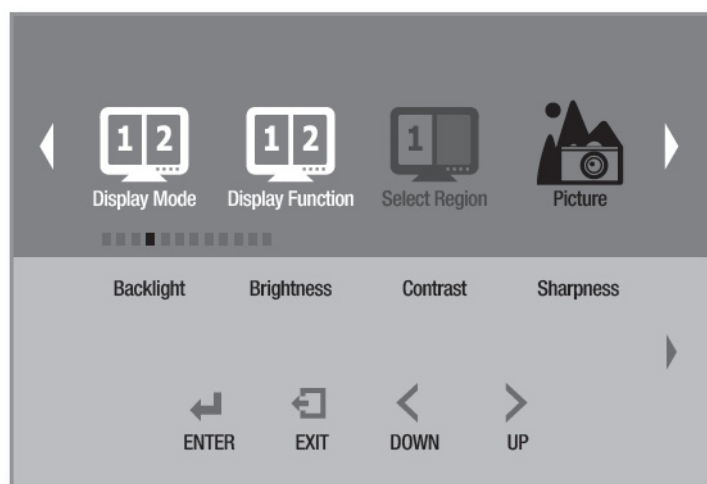 1 2
1 2
1
Display Mode
Display Function
Select Region
Picture
Backlight
Brightness
Contrast
Sharpness
ENTER
EXIT
DOWN
UP